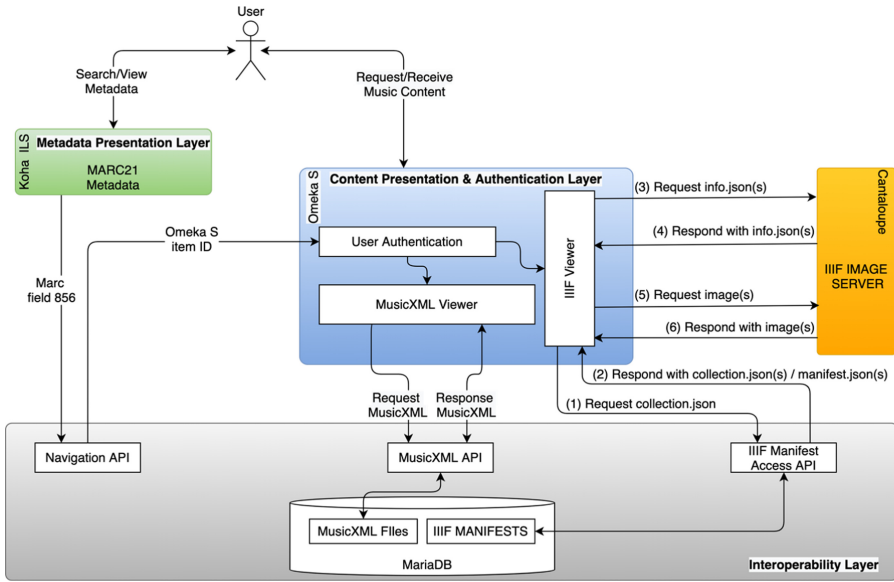 User
Search/View
Metadata
Request/Receive
Music Content
Koha ILS
Metadata Presentation Layer
MARC21
Metadata
Omeka S
Content Presentation & Authentication Layer
Cantaloupe
IIIF IMAGE
SERVER
(3) Request info.json(s)
(4) Respond with info.json(s)
(5) Request image(s)
(6) Respond with image(s)
User Authentication
IIIF Viewer
MusicXML Viewer
Omeka S
item ID
Marc
field 856
(2) Respond with collection.json(s) / manifest.json(s)
(1) Request collection.json
Request
MusicXML
Response
MusicXML
Navigation API
MusicXML API
IIIF Manifest
Access API
MusicXML FIles
IIIF MANIFESTS
MariaDB
Interoperability Layer